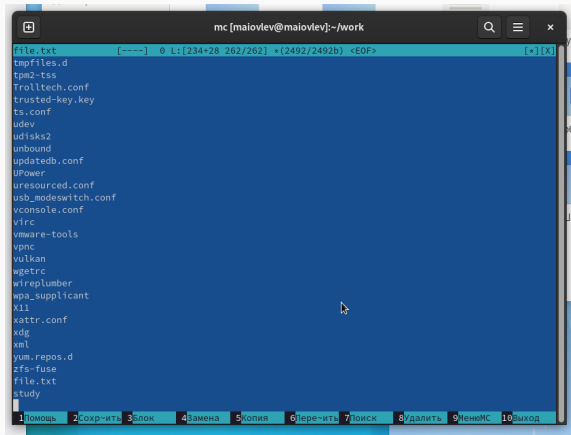 mc [maiovlev@maiovlev]:~/work
file.txt [----] 0 L:[234+28 262/262] *(2492/2492b) <EOF> [*][X]
tmpfiles.d
tpm2-tss
Trolltech.conf
trusted-key.key
ts.conf
udev
udisks2
unbound
updatedb.conf
UPower
uresourced.conf
usb_modeswitch.conf
vconsole.conf
virc
vmware-tools
vpnc
vulkan
wgetrc
wireplumber
wpa_supplicant
X11
xattr.conf
xdg
xml
yum.repos.d
zfs-fuse
file.txt
study
1Помощь 2Сохр~ить 3Блок 4Замена 5Копия 6Пере~ить 7Поиск 8Удалить 9МенюMC 10Выход